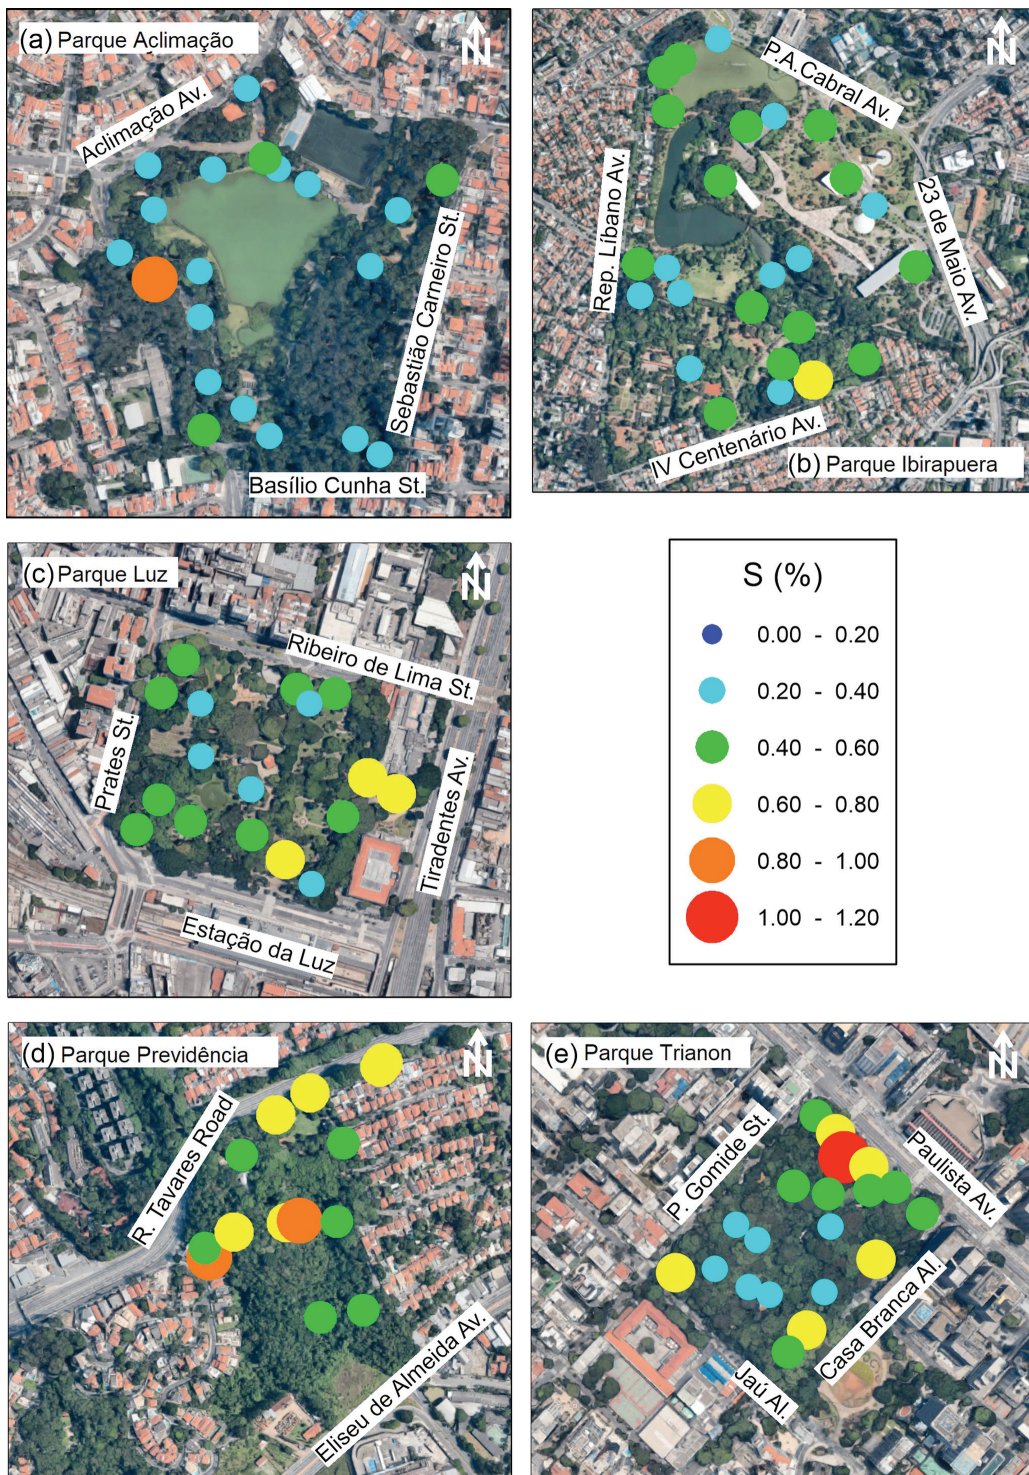 (a) Parque Aclimação
N
Aclimação Av.
Sebastião Carneiro St.
Basílio Cunha St.
N
P.A.Cabral Av.
Rep. Líbano Av.
23 de Maio Av.
IV Centenário Av.
(b) Parque Ibirapuera
(c) Parque Luz
N
Ribeiro de Lima St.
Prates St.
Tiradentes Av.
Estação da Luz
S (%)
0.00 - 0.20
0.20 - 0.40
0.40 - 0.60
0.60 - 0.80
0.80 - 1.00
1.00 - 1.20
(d) Parque Previdência
N
R. Tavares Road
Eliseu de Almeida Av.
(e) Parque Trianon
N
P. Gomide St.
Paulista Av.
Casa Branca Al.
Jaú Al.